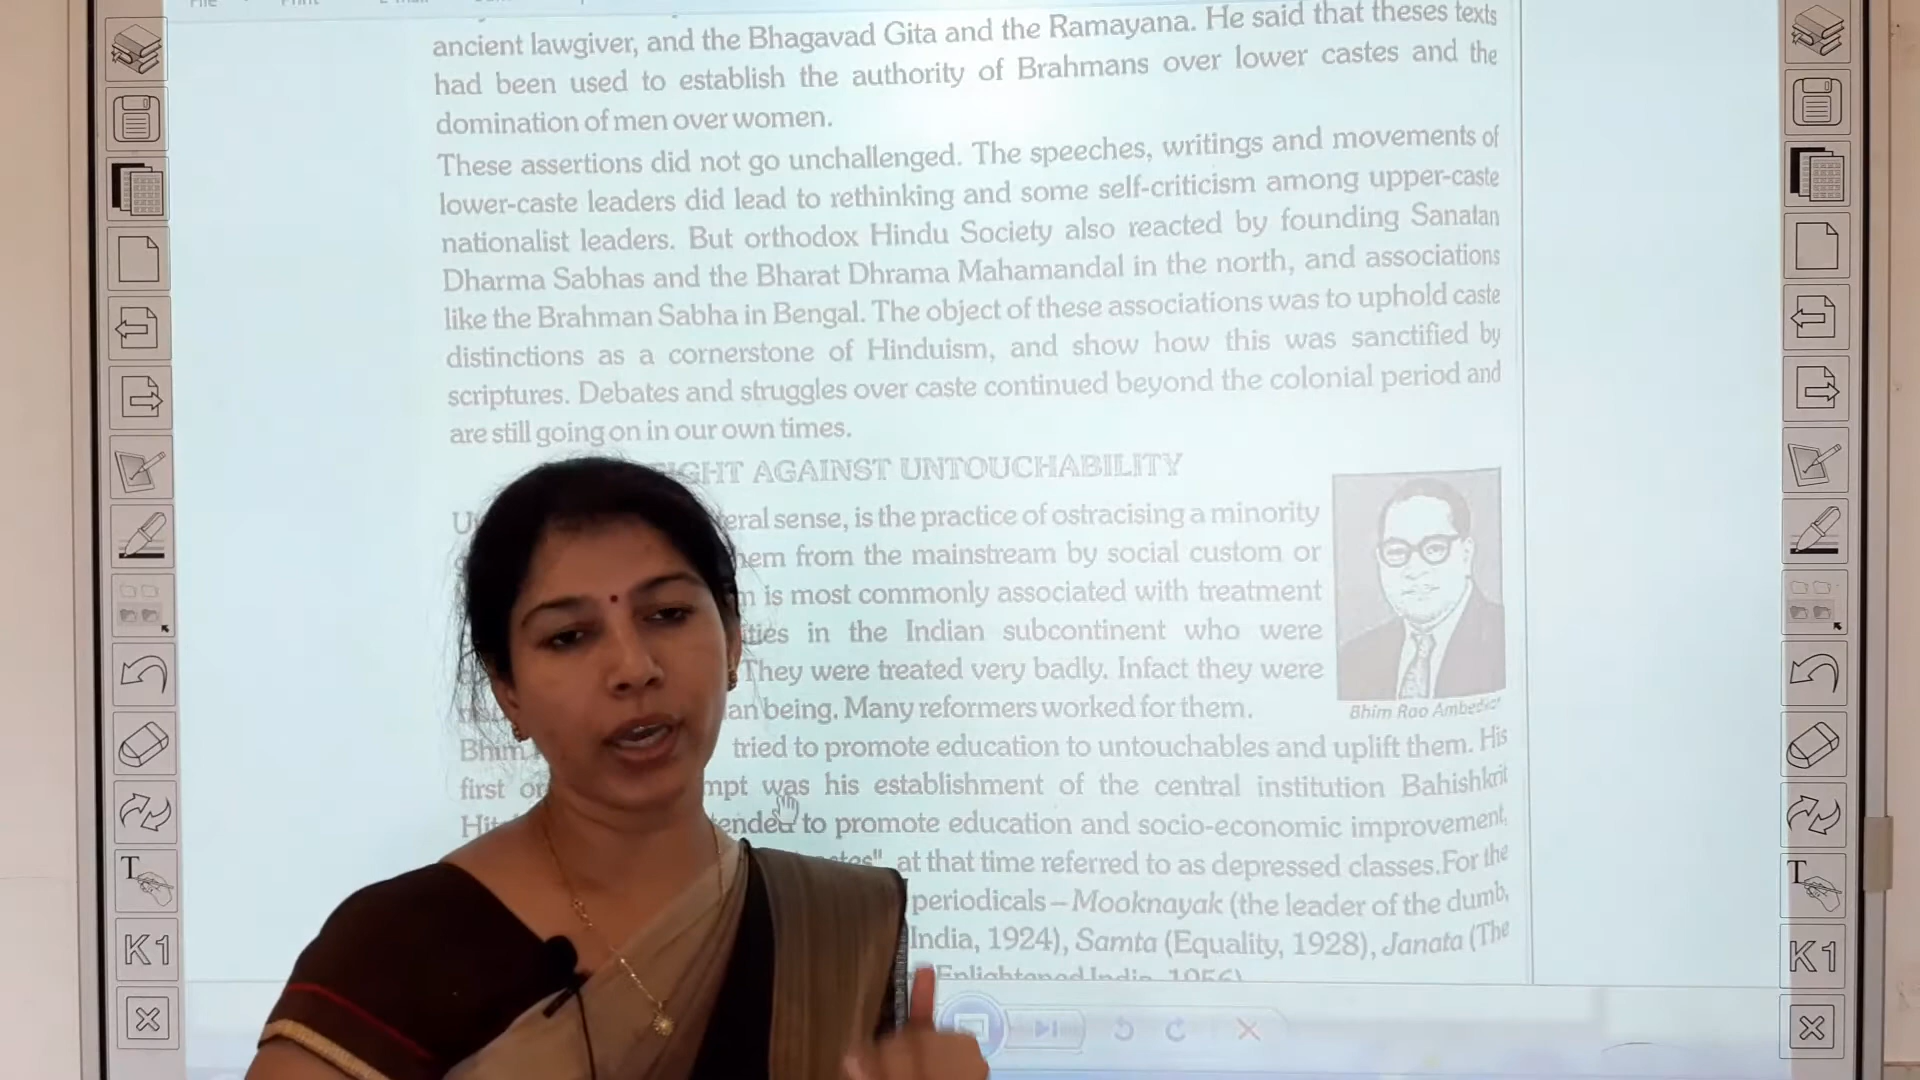 ancient lawgiver, and the Bhagavad Gita and the Ramayana. He said that theses texts
had been used to establish the authority of Brahmans over lower castes and the
domination of men over women.
These assertions did not go unchallenged. The speeches, writings and movements of
lower-caste leaders did lead to rethinking and some self-criticism among upper-caste
nationalist leaders. But orthodox Hindu Society also reacted by founding Sanatan
Dharma Sabhas and the Bharat Dhrama Mahamandal in the north, and associations
like the Brahman Sabha in Bengal. The object of these associations was to uphold caste
distinctions as a cornerstone of Hinduism, and show how this was sanctified by
scriptures. Debates and struggles over caste continued beyond the colonial period and
are still going on in our own times.
GHT AGAINST UNTOUCHABILITY
eral sense, is the practice of ostracising a minority
hem from the mainstream by social custom or
is most commonly associated with treatment
ties in the Indian subcontinent who were
They were treated very badly. Infact they were
an being. Many reformers worked for them.
Bhim Rao Ambedkar
Bhim tried to promote education to untouchables and uplift them. His
first mpt was his establishment of the central institution Bahishkrit
Hit tended to promote education and socio-economic improvement,
at that time referred to as depressed classes.For the
periodicals – Mooknayak (the leader of the dumb,
India, 1924), Samta (Equality, 1928), Janata (The
Enlightened India, 1956)
T
K1
T
K1